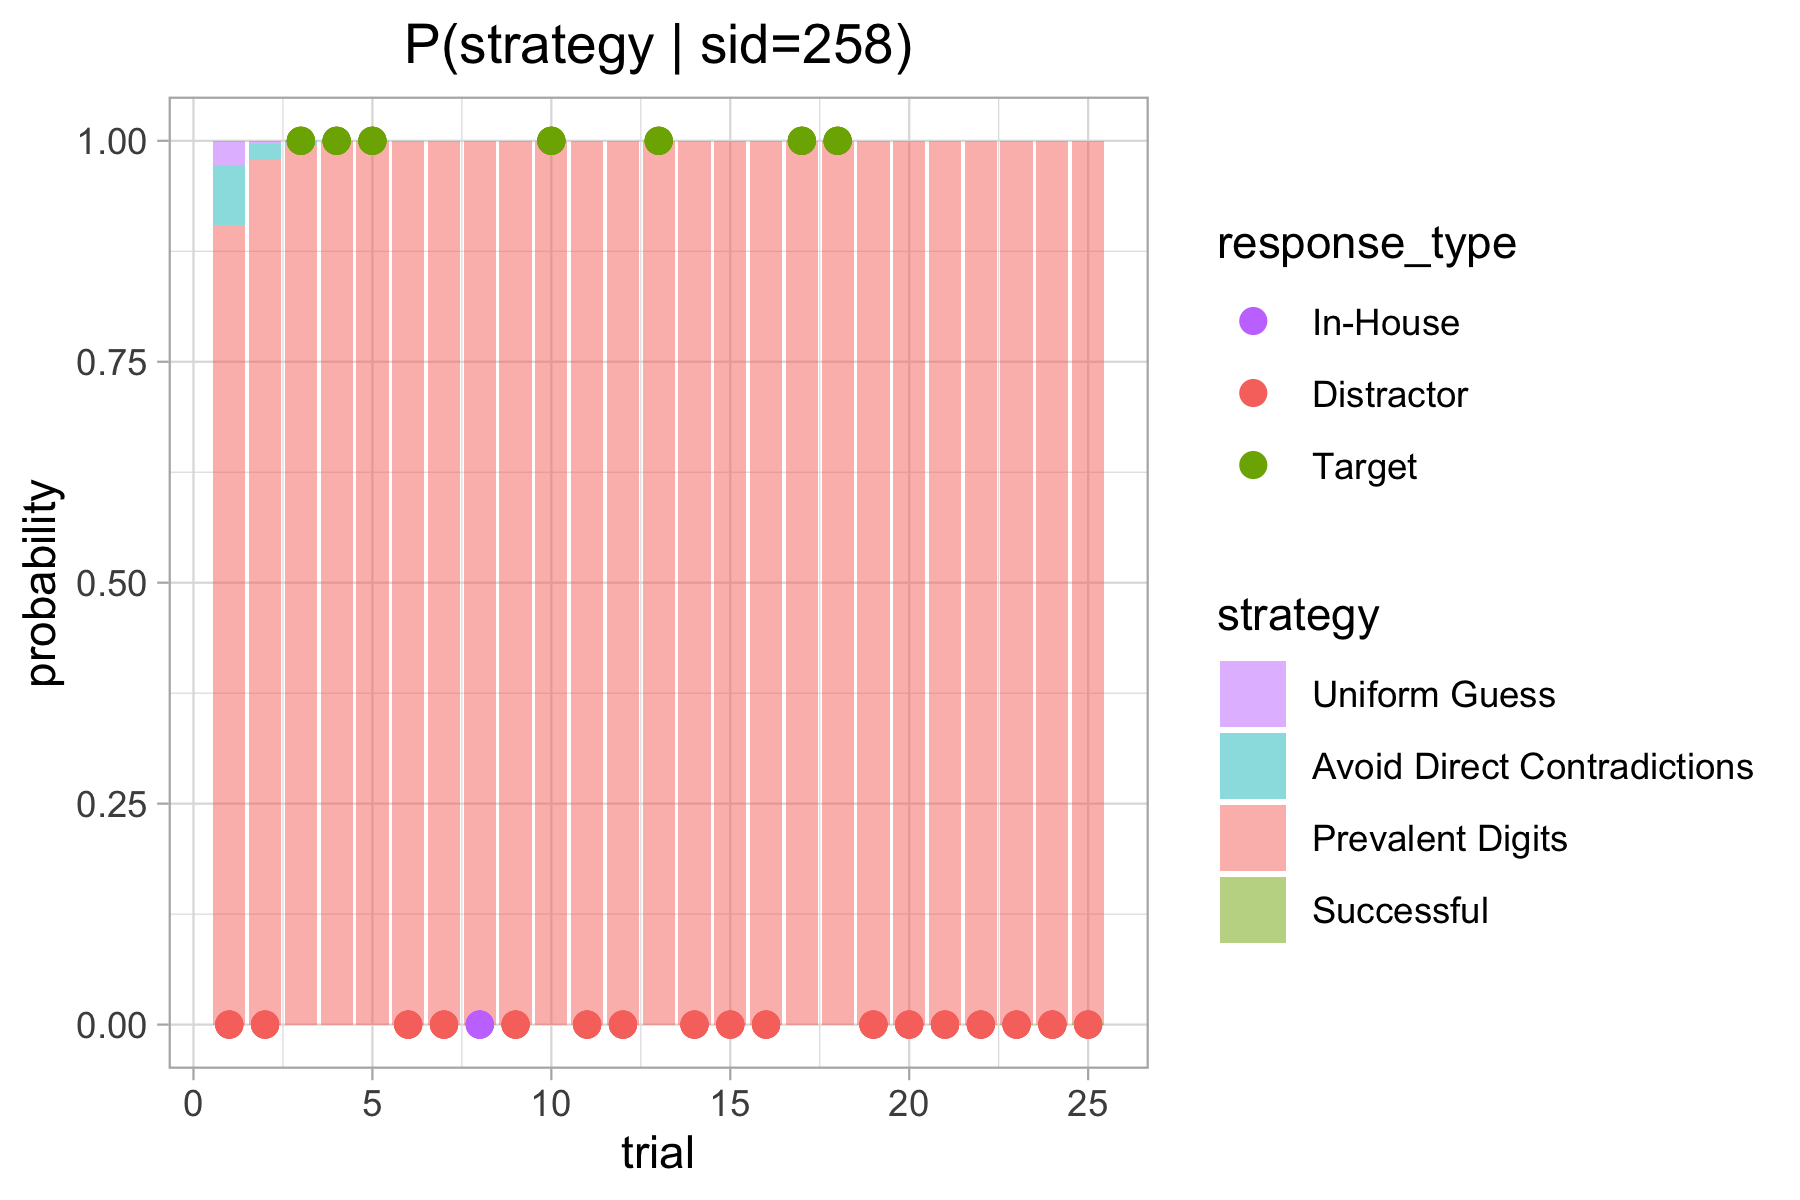 P(strategy | sid=258)
1.00
0.75
0.50
0.25
0.00
probability
0 5 10 15 20 25
trial
response_type
In-House
Distractor
Target
strategy
Uniform Guess
Avoid Direct Contradictions
Prevalent Digits
Successful